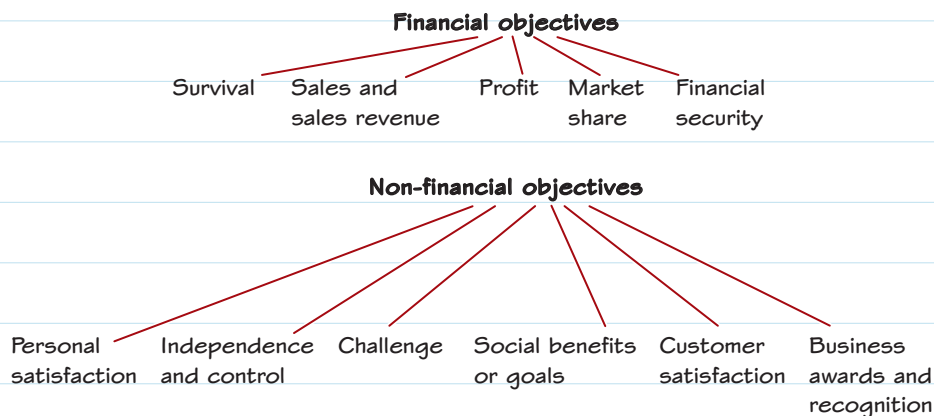 Financial objectives
Survival
Sales and
sales revenue
Profit
Market
share
Financial
security
Non-financial objectives
Personal
satisfaction
Independence
and control
Challenge
Social benefits
or goals
Customer
satisfaction
Business
awards and
recognition